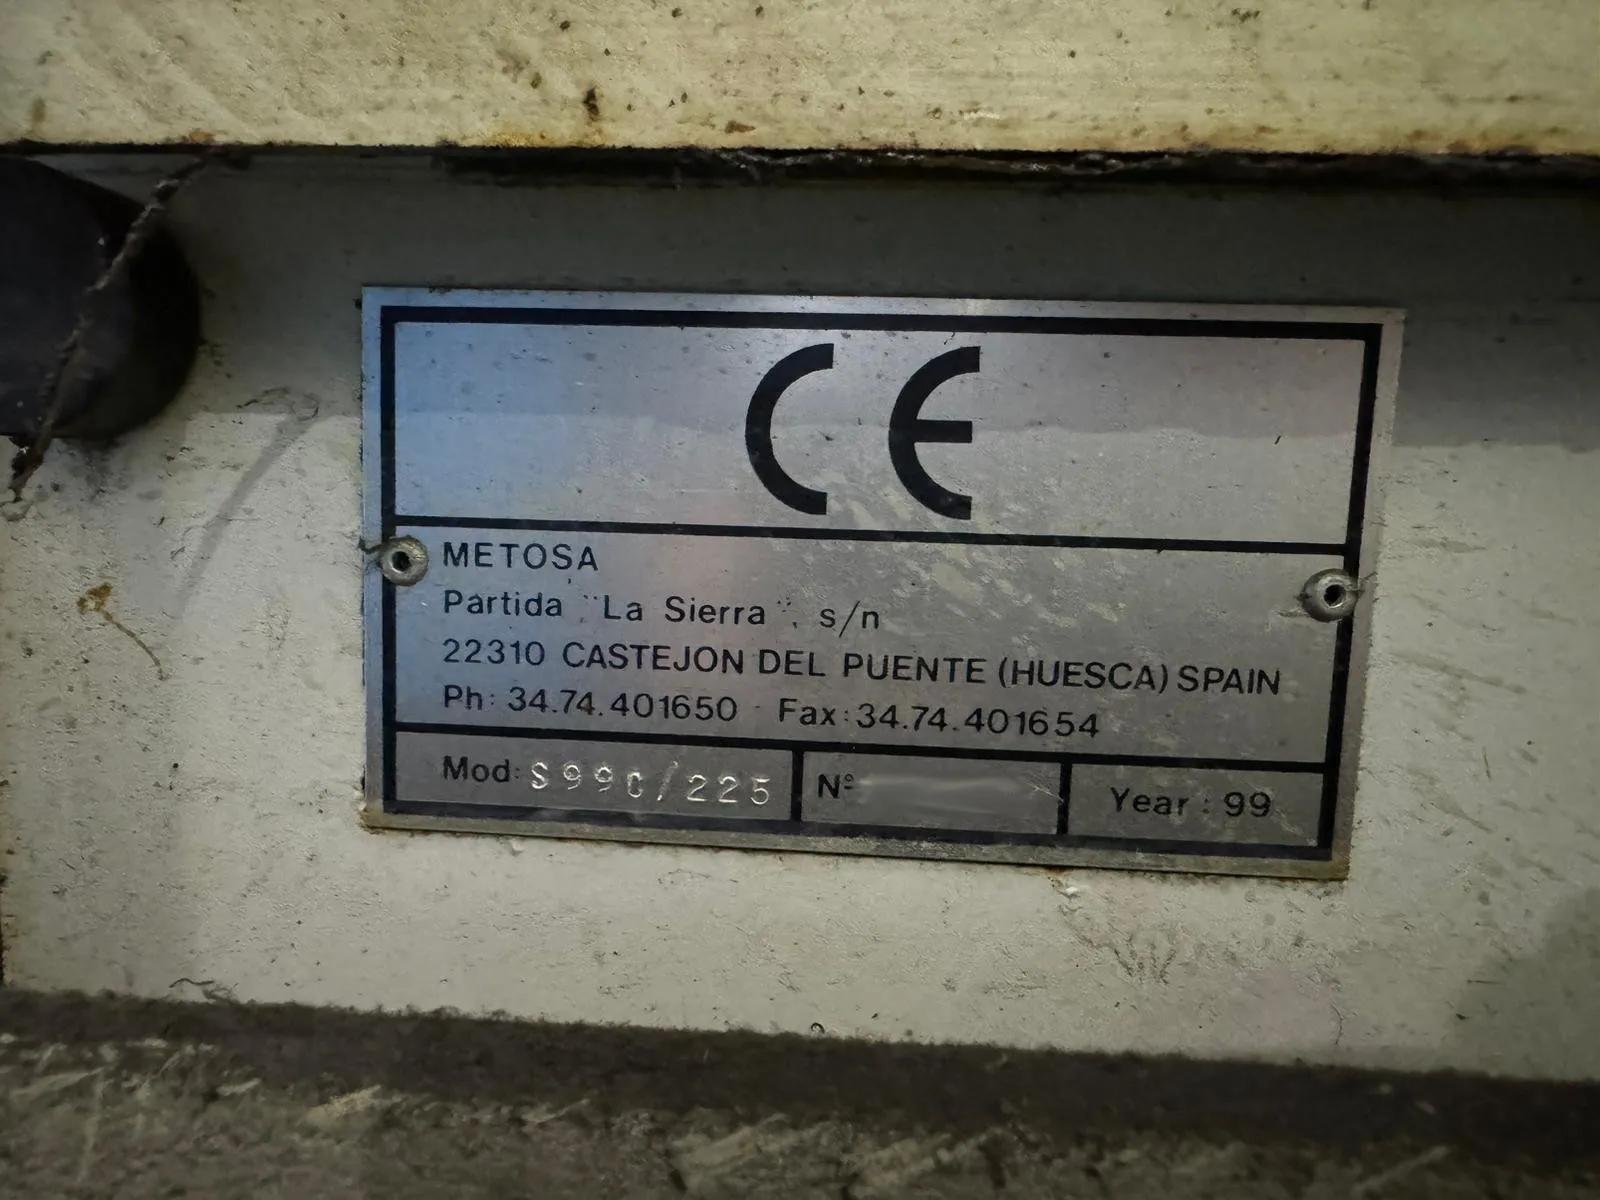 CE
METOSA
Partida "La Sierra", s/n
22310 CASTEJON DEL PUENTE (HUESCA) SPAIN
Ph: 34.74.401650 - Fax: 34.74.401654
Mod: S990/225 Nº Year: 99